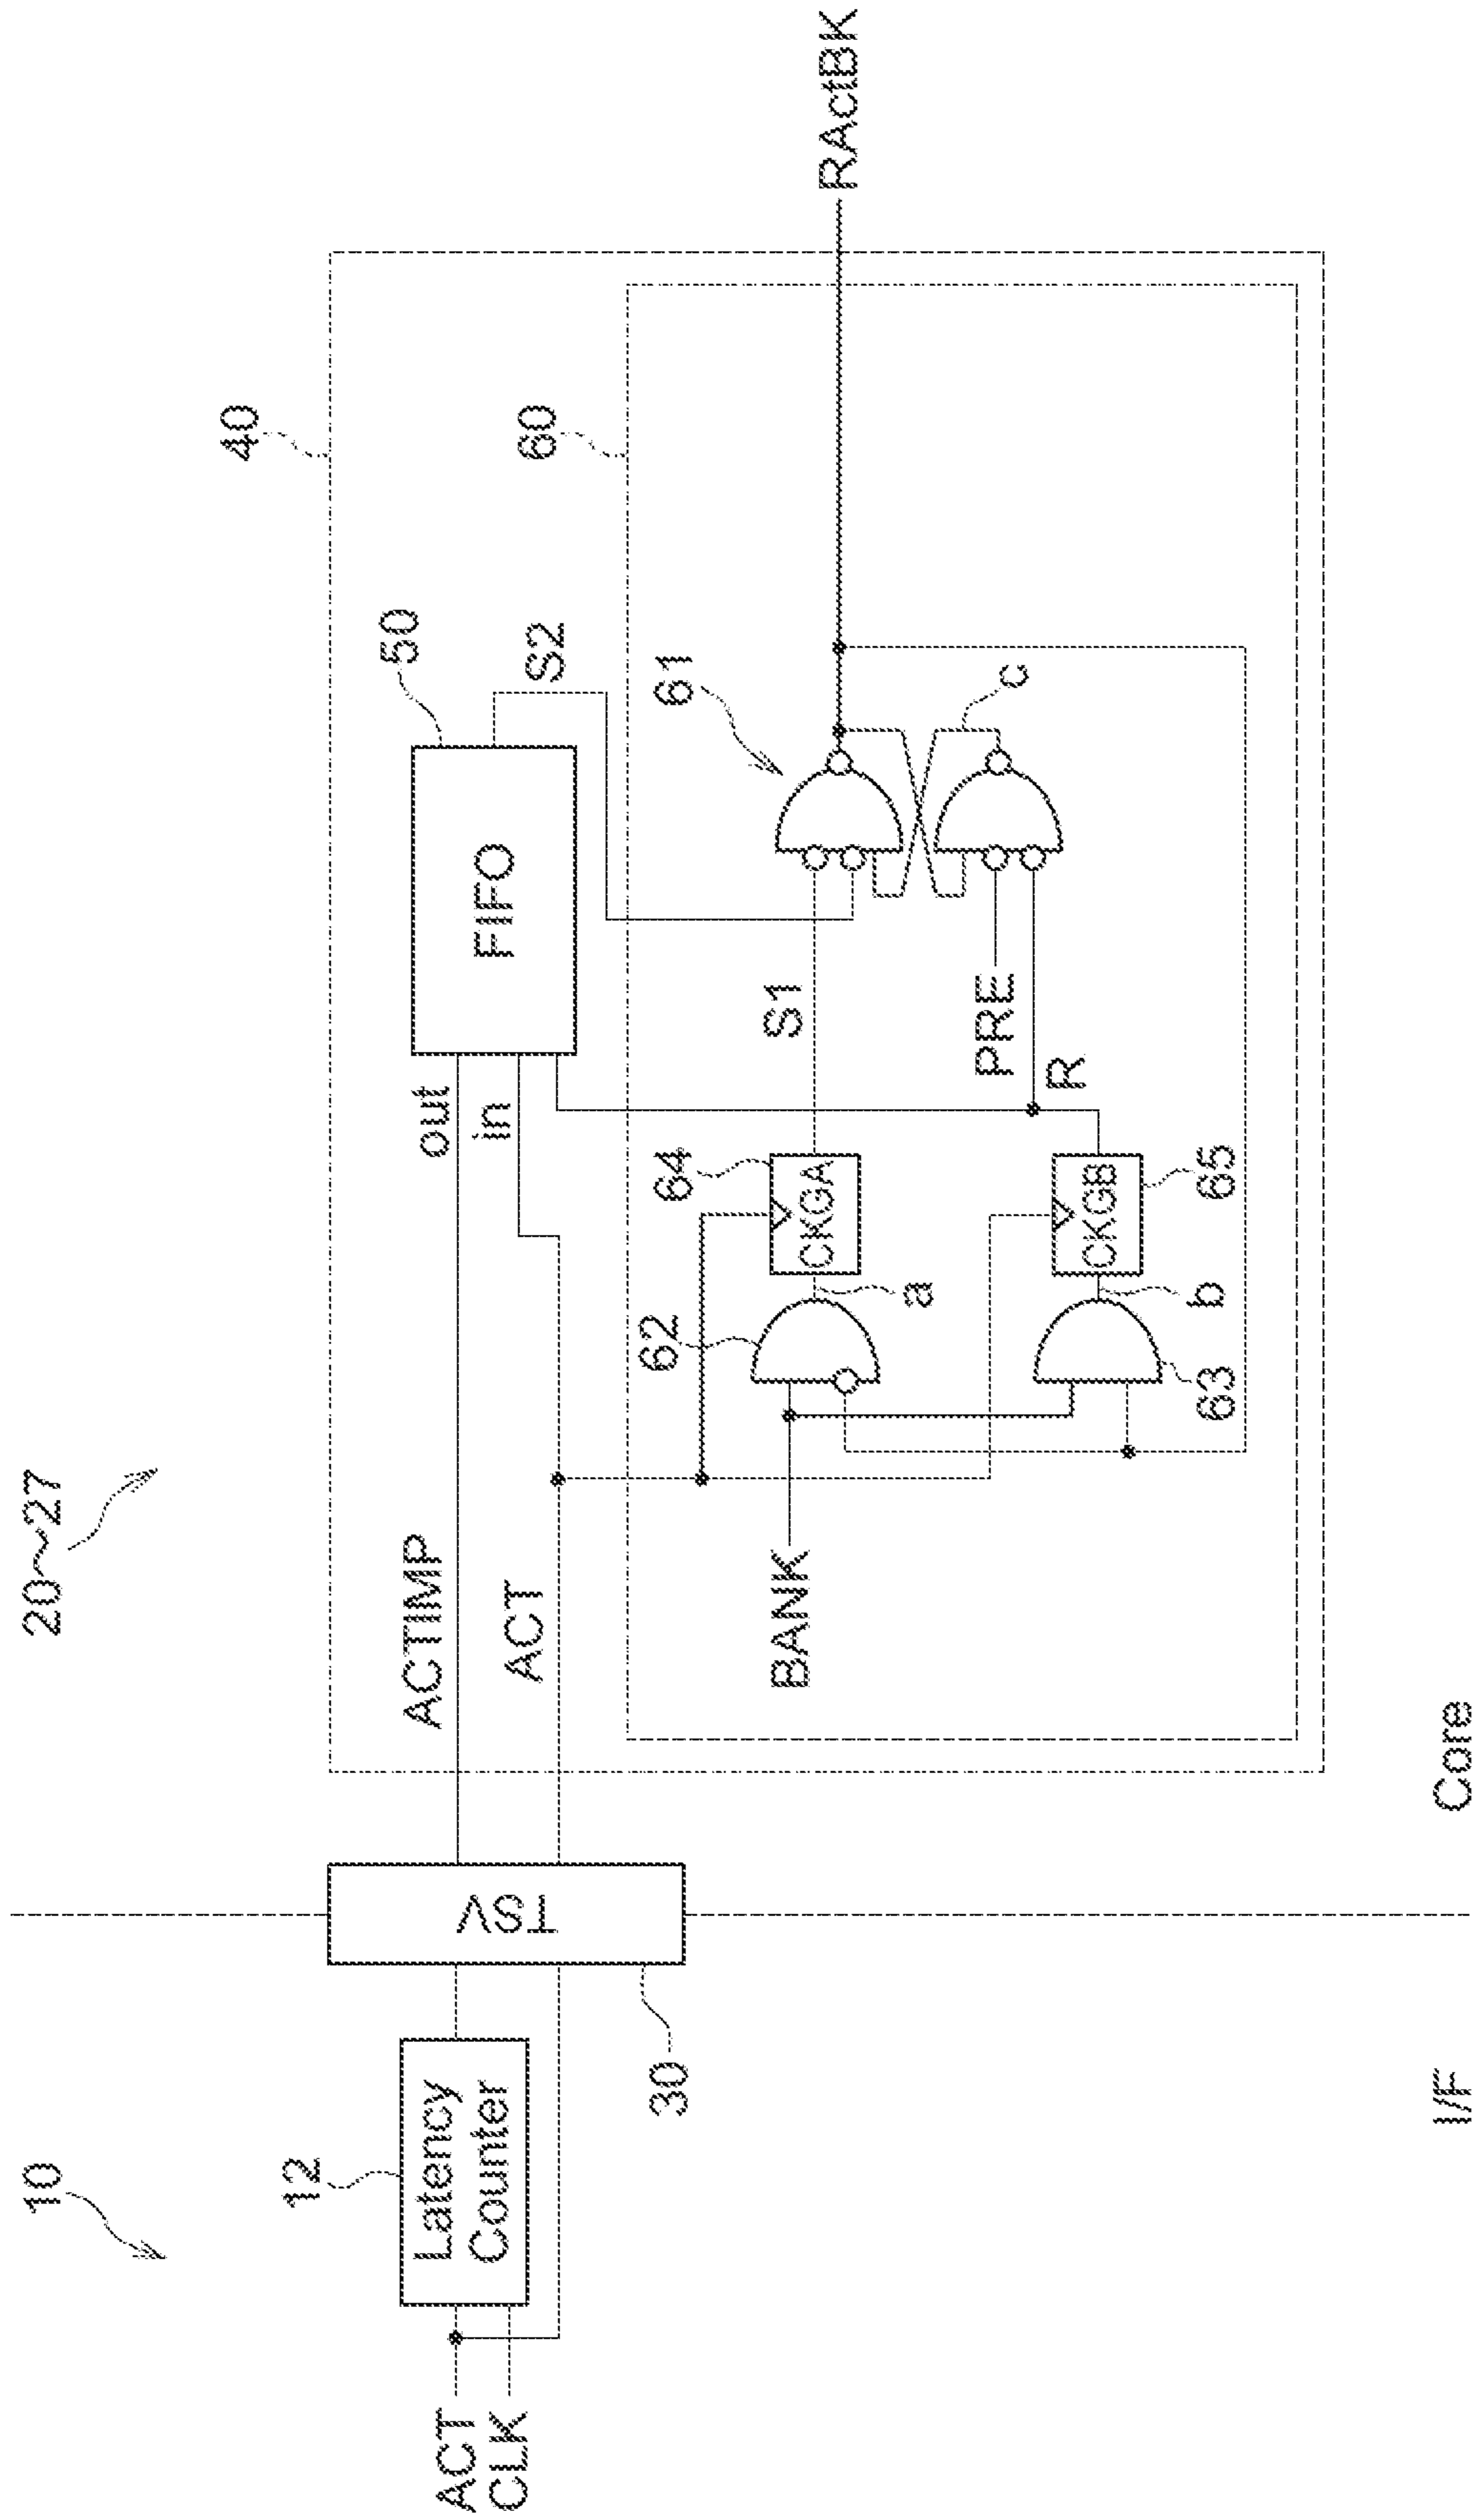 10
20~27
12
ACT
CLK
Latency
Counter
30
TSV
ACTIMP
ACT
40
out
in
FIFO
50
S2
60
BANK
62
a
64
CKGA
S1
61
RActBK
63
b
65
CKGB
R
PRE
c
I/F
Core